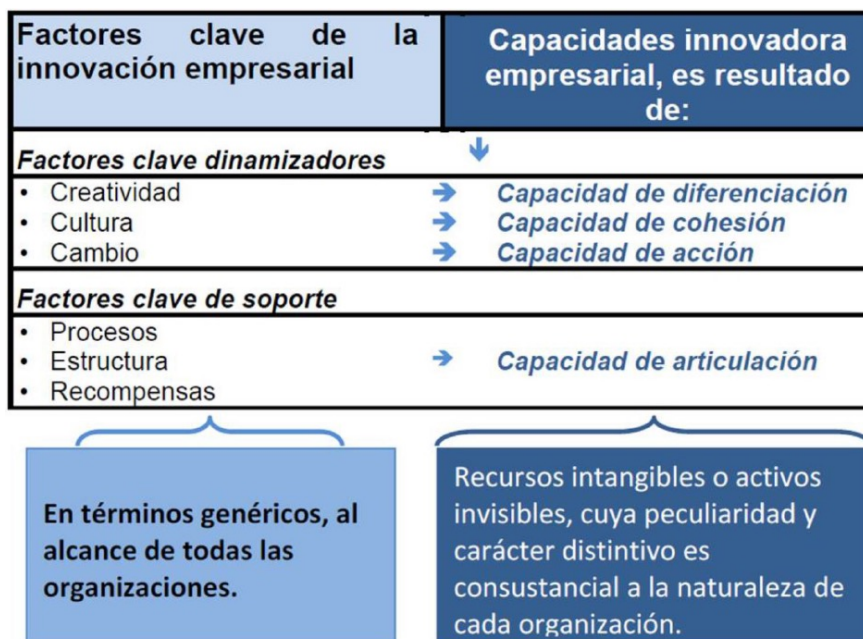 Factores clave de la
innovación empresarial
Capacidades innovadora
empresarial, es resultado
de:
Factores clave dinamizadores
• Creatividad
Capacidad de diferenciación
• Cultura
Capacidad de cohesión
• Cambio
Capacidad de acción
Factores clave de soporte
• Procesos
• Estructura
Capacidad de articulación
• Recompensas
En términos genéricos, al
alcance de todas las
organizaciones.
Recursos intangibles o activos
invisibles, cuya peculiaridad y
carácter distintivo es
consustancial a la naturaleza de
cada organización.